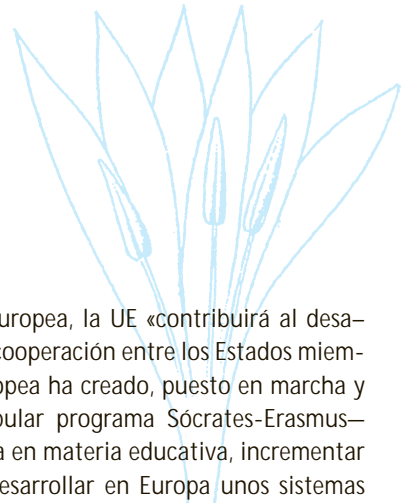 uropea, la UE «contribuirá al desa–
cooperación entre los Estados miem-
opea ha creado, puesto en marcha y
pular programa Sócrates-Erasmus—
a en materia educativa, incrementar
esarrollar en Europa unos sistemas